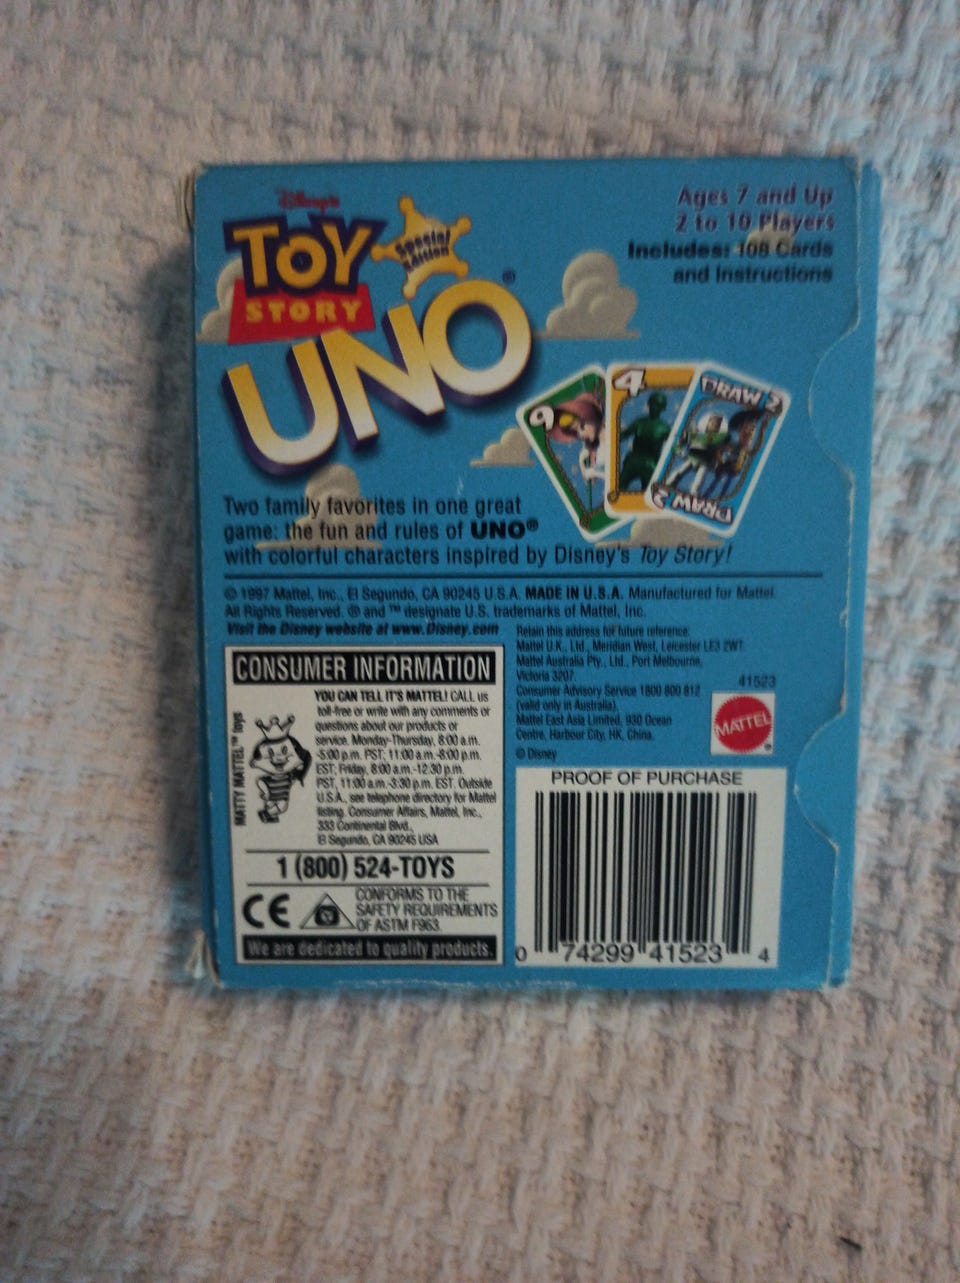 Disney's
TOY
STORY
Special
Edition
UNO®
Ages 7 and Up
2 to 10 Players
Includes: 108 Cards
and Instructions
9
4
DRAW 2
DRAW 2
Two family favorites in one great
game: the fun and rules of UNO®
with colorful characters inspired by Disney's Toy Story!
© 1997 Mattel, Inc., El Segundo, CA 90245 U.S.A. MADE IN U.S.A. Manufactured for Mattel.
All Rights Reserved. ® and ™ designate U.S. trademarks of Mattel, Inc.
Visit the Disney website at www.Disney.com
CONSUMER INFORMATION
MATTY MATTEL™ Toys
YOU CAN TELL IT'S MATTEL! CALL us
toll-free or write with any comments or
questions about our products or
service. Monday-Thursday, 8:00 a.m.
-5:00 p.m. PST; 11:00 a.m.-8:00 p.m.
EST; Friday, 8:00 a.m.-12:30 p.m.
PST, 11:00 a.m.-3:30 p.m. EST. Outside
U.S.A., see telephone directory for Mattel
listing. Consumer Affairs, Mattel, Inc.,
333 Continental Blvd.,
El Segundo, CA 90245 USA
1 (800) 524-TOYS
CE
CONFORMS TO THE
SAFETY REQUIREMENTS
OF ASTM F963.
We are dedicated to quality products.
Retain this address for future reference:
Mattel U.K., Ltd., Meridian West, Leicester LE3 2WT.
Mattel Australia Pty., Ltd., Port Melbourne,
Victoria 3207.
Consumer Advisory Service 1800 800 812
(valid only in Australia).
Mattel East Asia Limited, 930 Ocean
Centre, Harbour City, HK, China.
© Disney
41523
MATTEL®
PROOF OF PURCHASE
0 74299 41523 4